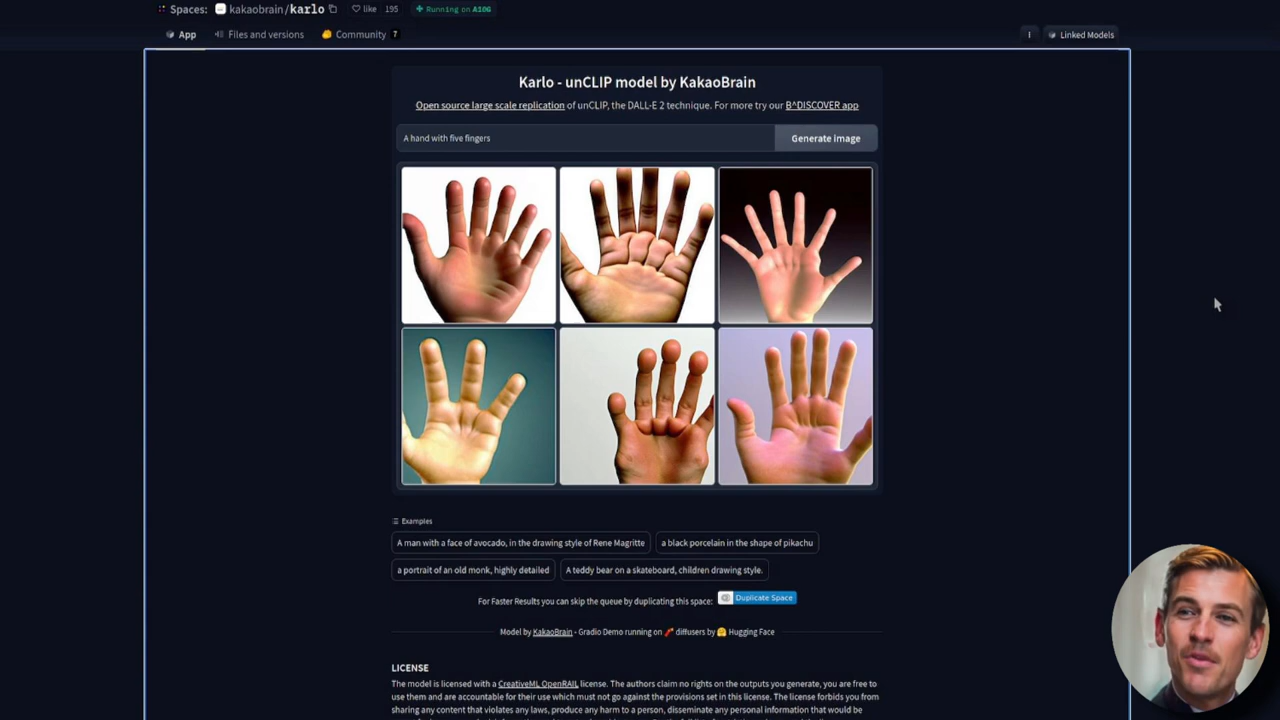 Spaces: kakaobrain/karlo like 195 Running on A10G
App Files and versions Community 7 Linked Models
Karlo - unCLIP model by KakaoBrain
Open source large scale replication of unCLIP, the DALL-E 2 technique. For more try our B^DISCOVER app
A hand with five fingers Generate image
Examples
A man with a face of avocado, in the drawing style of Rene Magritte a black porcelain in the shape of pikachu
a portrait of an old monk, highly detailed A teddy bear on a skateboard, children drawing style.
For Faster Results you can skip the queue by duplicating this space: Duplicate Space
Model by KakaoBrain - Gradio Demo running on 🧨 diffusers by 🤗 Hugging Face
LICENSE
The model is licensed with a CreativeML OpenRAIL license. The authors claim no rights on the outputs you generate, you are free to
use them and are accountable for their use which must not go against the provisions set in this license. The license forbids you from
sharing any content that violates any laws, produce any harm to a person, disseminate any personal information that would be